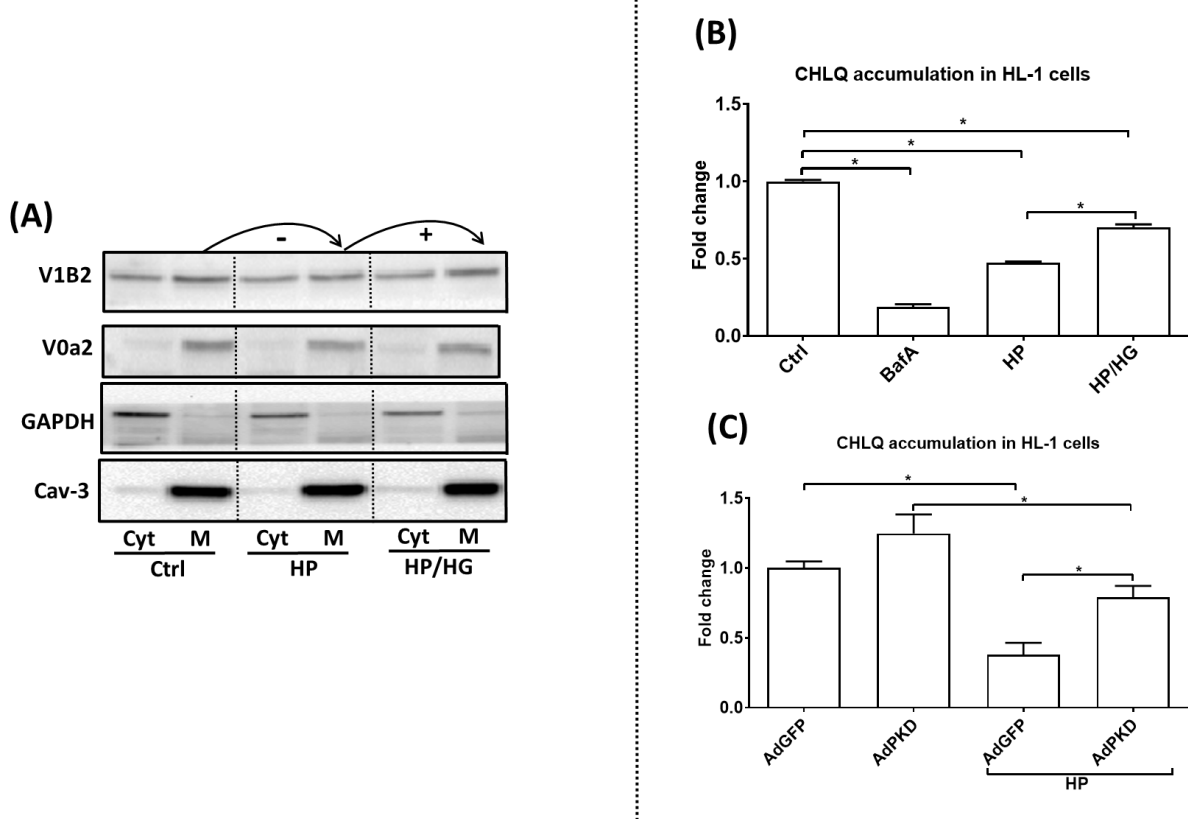 (A)
- +
V1B2
V0a2
GAPDH
Cav-3
Cyt M Cyt M Cyt M
Ctrl HP HP/HG
(B)
CHLQ accumulation in HL-1 cells
Fold change
1.5
1.0
0.5
0.0
*
*
*
*
Ctrl BafA HP HP/HG
(C)
CHLQ accumulation in HL-1 cells
Fold change
1.5
1.0
0.5
0.0
*
*
*
AdGFP AdPKD AdGFP AdPKD
HP